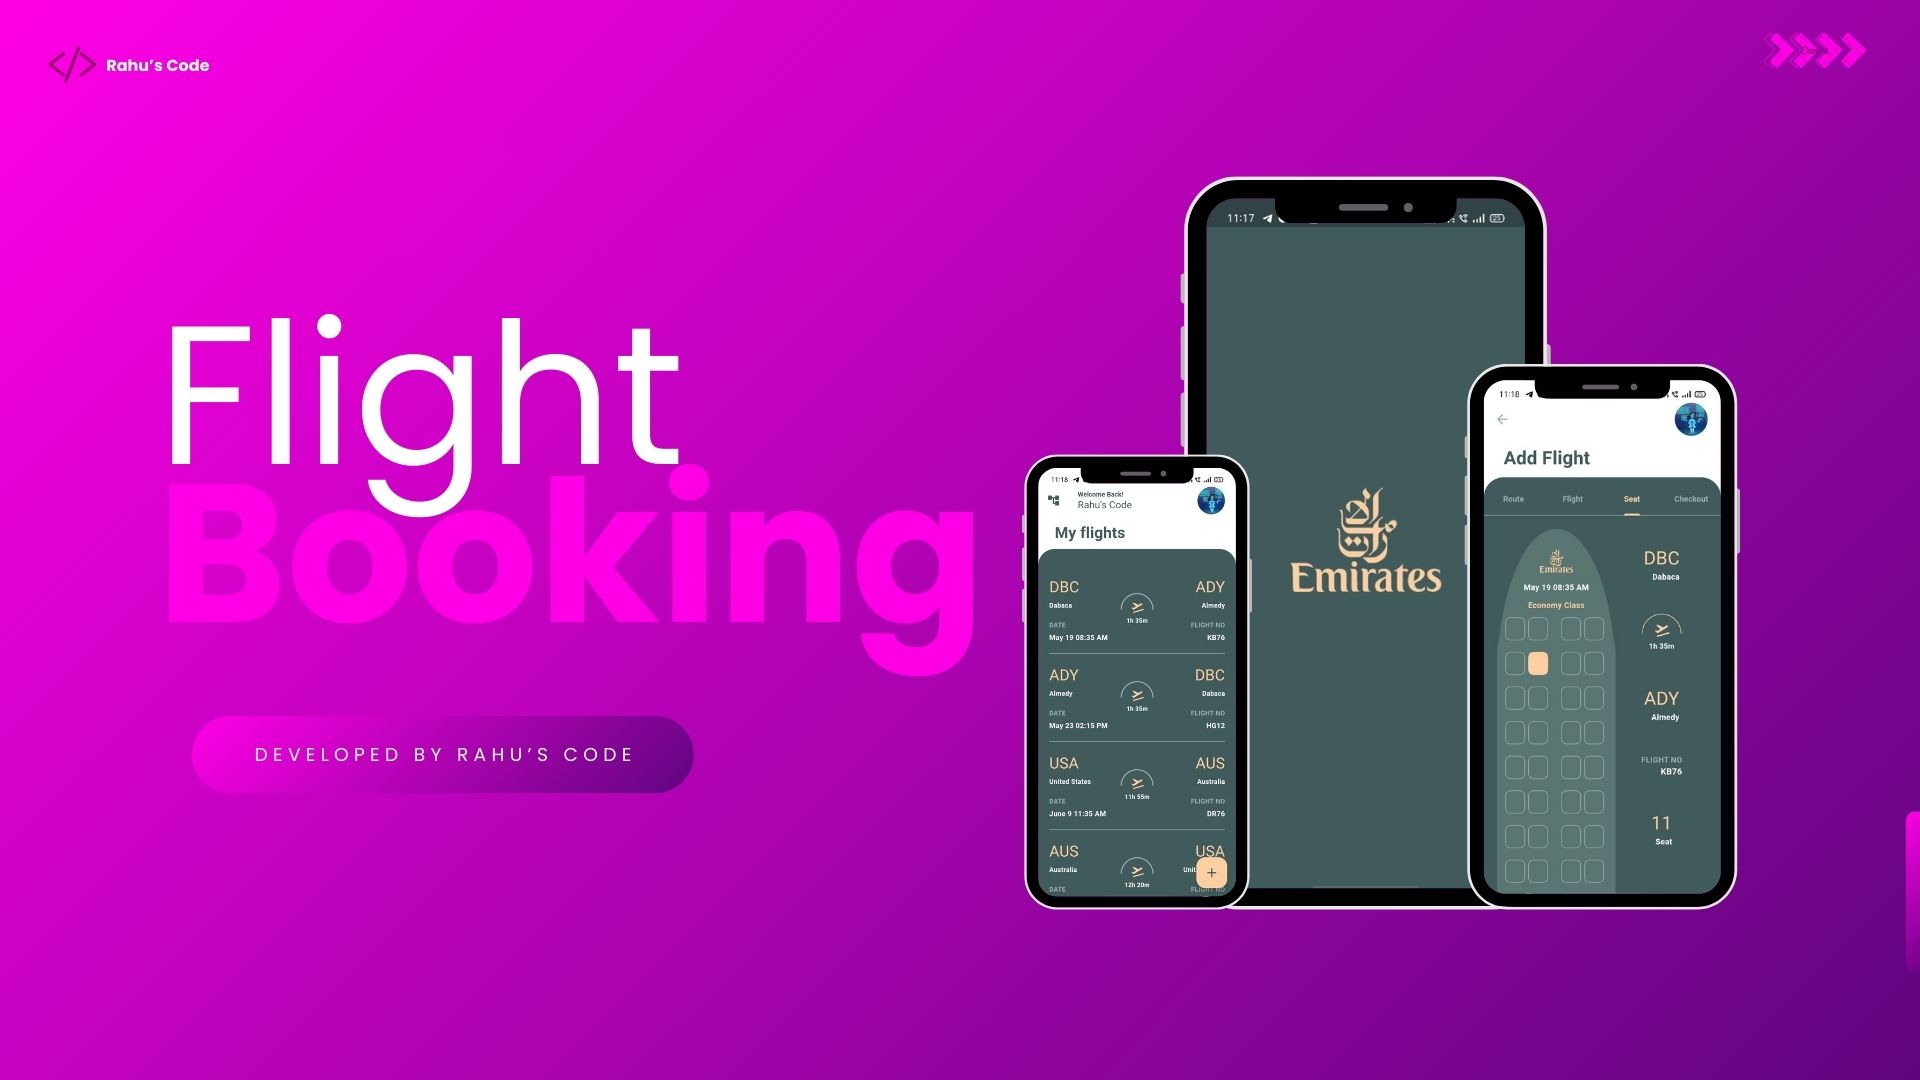 Rahu's Code
Flight
Booking
DEVELOPED BY RAHU'S CODE
11:17
25
Emirates
11:18
25
Welcome Back!
Rahu's Code
My flights
DBC
ADY
Dabaca
Almedy
1h 35m
DATE
FLIGHT NO
May 19 08:35 AM
KB76
ADY
DBC
Almedy
Dabaca
1h 35m
DATE
FLIGHT NO
May 23 02:15 PM
HG12
USA
AUS
United States
Australia
11h 55m
DATE
FLIGHT NO
June 9 11:35 AM
DR76
AUS
USA
Australia
12h 20m
DATE
+
11:18
25
Add Flight
Route Flight Seat Checkout
Emirates
May 19 08:35 AM
Economy Class
DBC
Dabaca
1h 35m
ADY
Almedy
FLIGHT NO
KB76
11
Seat